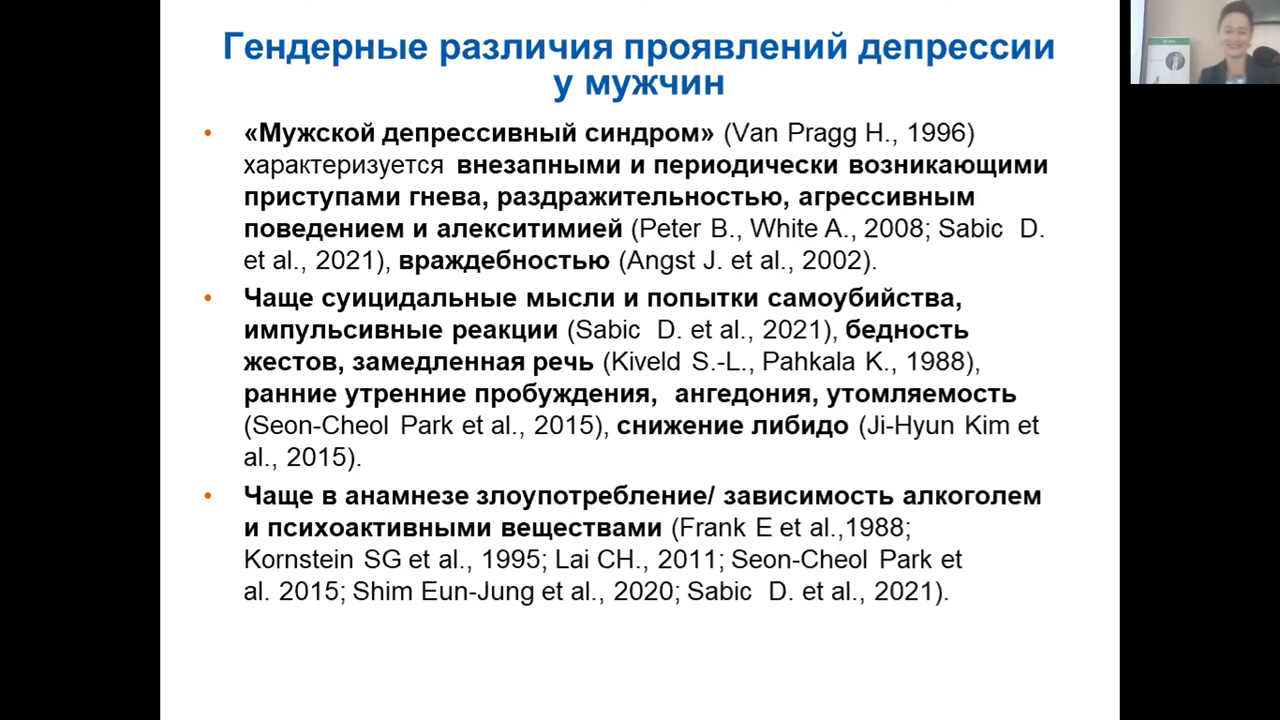 Гендерные различия проявлений депрессии
у мужчин
• «Мужской депрессивный синдром» (Van Pragg H., 1996)
характеризуется внезапными и периодически возникающими
приступами гнева, раздражительностью, агрессивным
поведением и алекситимией (Peter B., White A., 2008; Sabic D.
et al., 2021), враждебностью (Angst J. et al., 2002).
• Чаще суицидальные мысли и попытки самоубийства,
импульсивные реакции (Sabic D. et al., 2021), бедность
жестов, замедленная речь (Kiveld S.-L., Pahkala K., 1988),
ранние утренние пробуждения, ангедония, утомляемость
(Seon-Cheol Park et al., 2015), снижение либидо (Ji-Hyun Kim et
al., 2015).
• Чаще в анамнезе злоупотребление/ зависимость алкоголем
и психоактивными веществами (Frank E et al.,1988;
Kornstein SG et al., 1995; Lai CH., 2011; Seon-Cheol Park et
al. 2015; Shim Eun-Jung et al., 2020; Sabic D. et al., 2021).